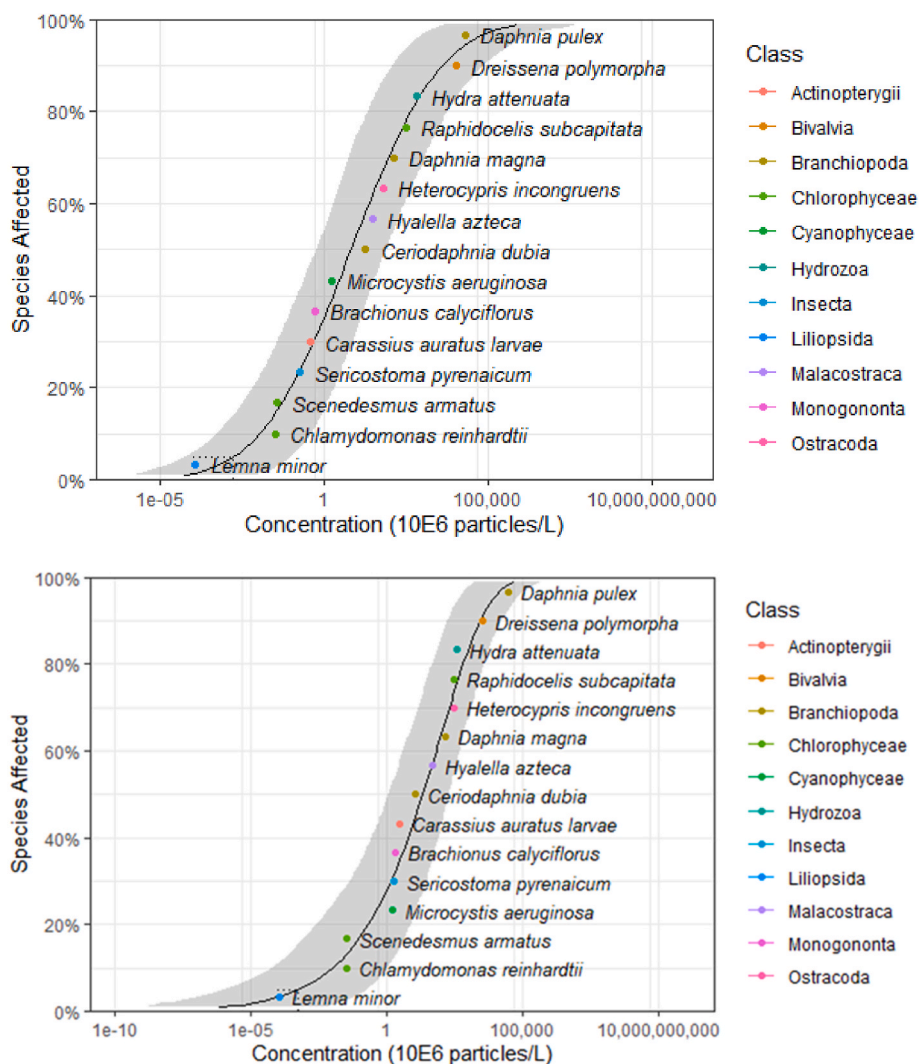 100%
80%
60%
40%
20%
0%
Species Affected
Daphnia pulex
Dreissena polymorpha
Hydra attenuata
Raphidocelis subcapitata
Daphnia magna
Heterocypris incongruens
Hyalella azteca
Ceriodaphnia dubia
Microcystis aeruginosa
Brachionus calyciflorus
Carassius auratus larvae
Sericostoma pyrenaicum
Scenedesmus armatus
Chlamydomonas reinhardtii
Lemna minor
1e-05 1 100,000 10,000,000,000
Concentration (10E6 particles/L)
Class
Actinopterygii
Bivalvia
Branchiopoda
Chlorophyceae
Cyanophyceae
Hydrozoa
Insecta
Liliopsida
Malacostraca
Monogononta
Ostracoda
100%
80%
60%
40%
20%
0%
Species Affected
Daphnia pulex
Dreissena polymorpha
Hydra attenuata
Raphidocelis subcapitata
Heterocypris incongruens
Daphnia magna
Hyalella azteca
Ceriodaphnia dubia
Carassius auratus larvae
Brachionus calyciflorus
Sericostoma pyrenaicum
Microcystis aeruginosa
Scenedesmus armatus
Chlamydomonas reinhardtii
Lemna minor
1e-10 1e-05 1 100,000 10,000,000,000
Concentration (10E6 particles/L)
Class
Actinopterygii
Bivalvia
Branchiopoda
Chlorophyceae
Cyanophyceae
Hydrozoa
Insecta
Liliopsida
Malacostraca
Monogononta
Ostracoda